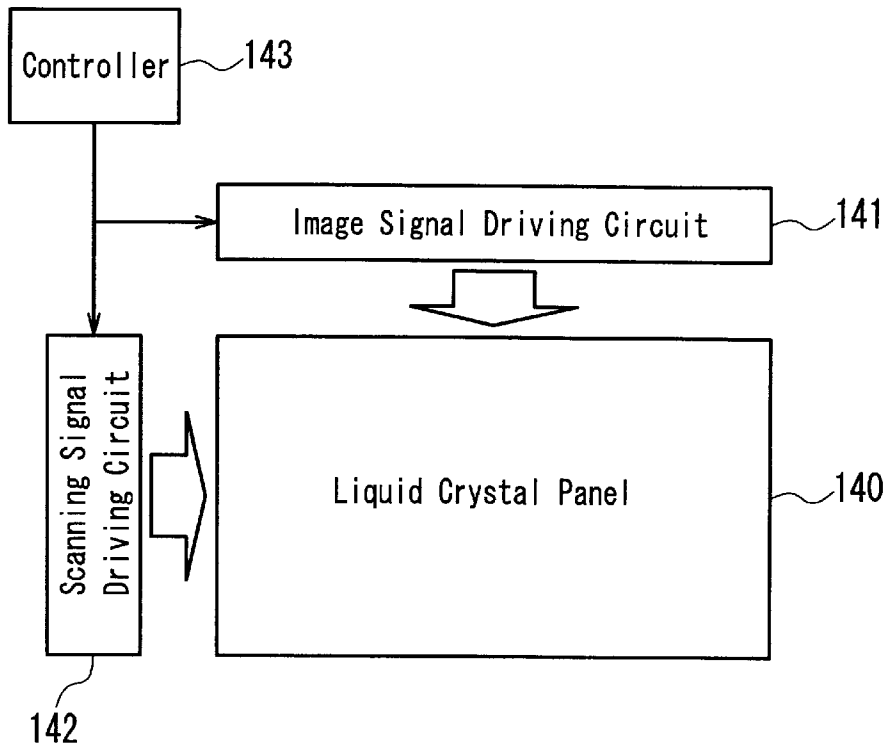 Controller
143
Image Signal Driving Circuit
141
Scanning Signal
Driving Circuit
Liquid Crystal Panel
140
142